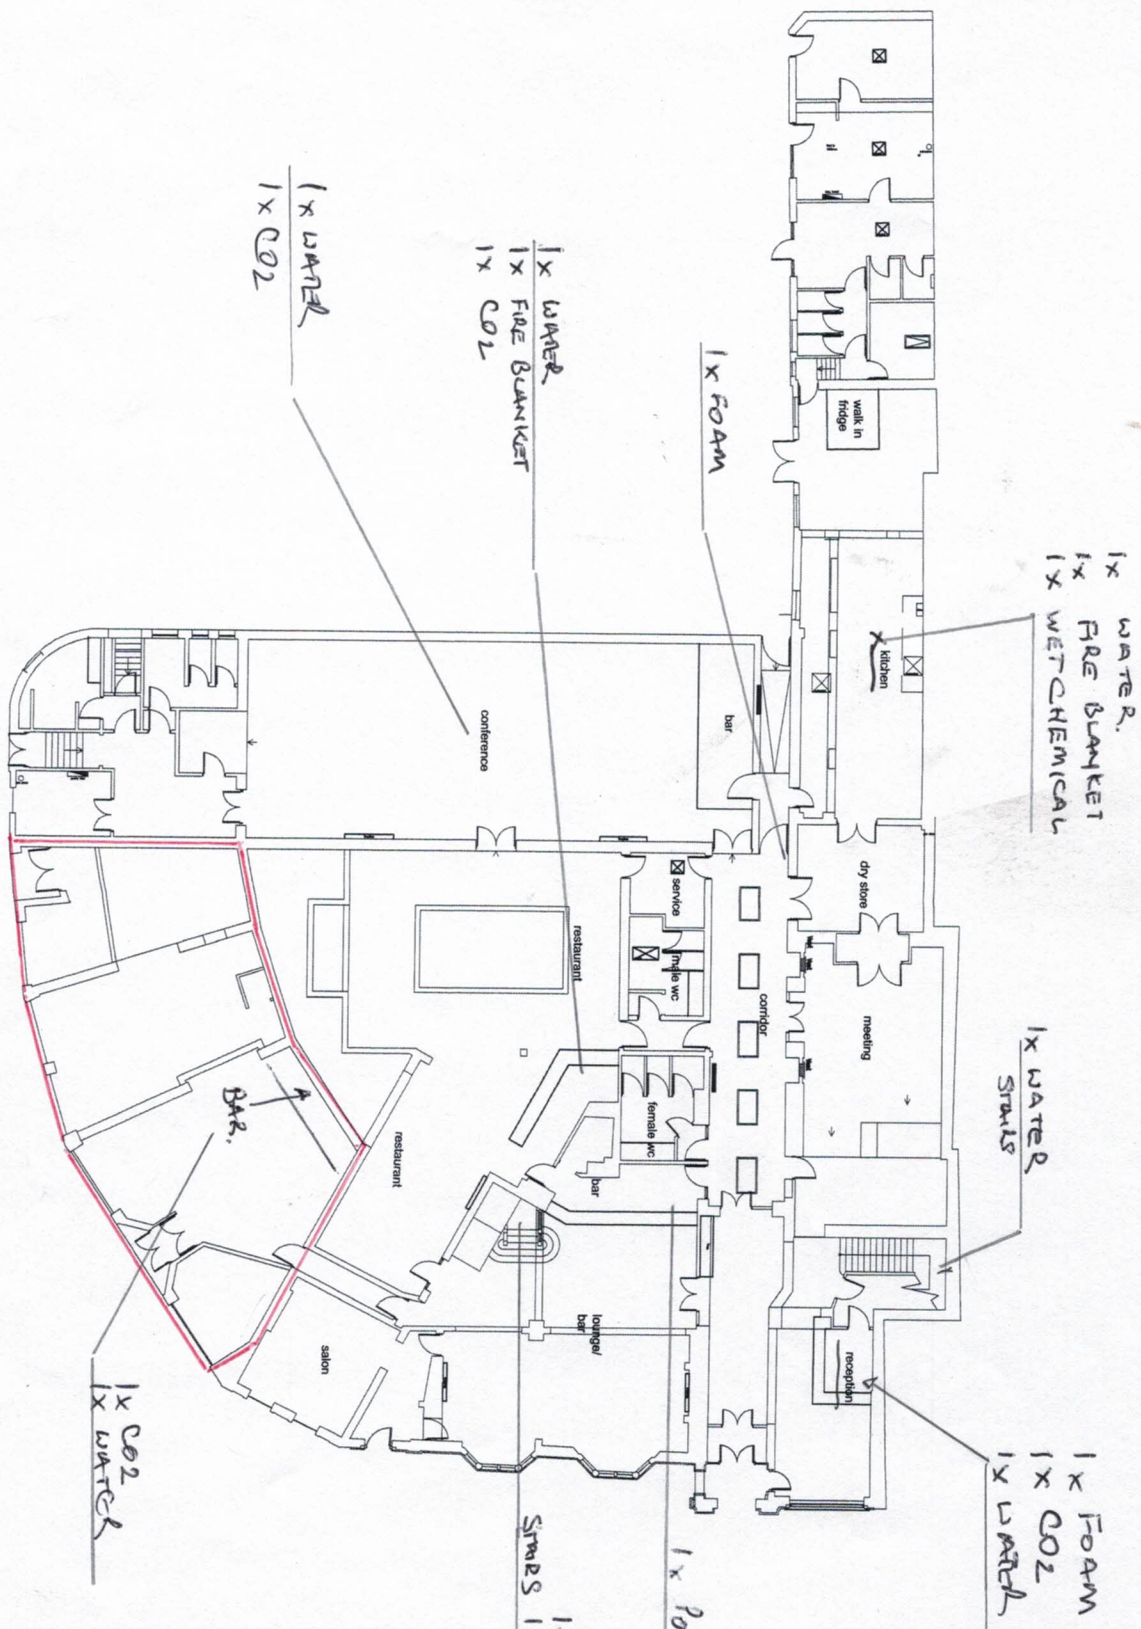 1x WATER.
1x FIRE BLANKET
1x WET CHEMICAL
1x WATER
STAIRS
1x FOAM
1x CO2
1x WATER
1x FOAM
1x WATER
1x FIRE BLANKET
1x CO2
1x WATER
1x CO2
walk in
fridge
kitchen
dry store
meeting
reception
bar
conference
service
male wc
corridor
female wc
restaurant
bar
lounge/
bar
restaurant
salon
BAR.
1x CO2
1x WATER
STAIRS 1
1x Po